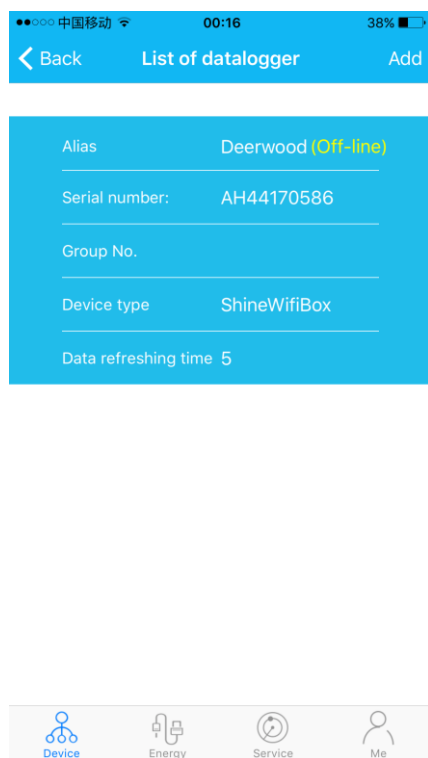 中国移动 00:16 38%
Back List of datalogger Add
Alias Deerwood (Off-line)
Serial number: AH44170586
Group No.
Device type ShineWifiBox
Data refreshing time 5
Device Energy Service Me